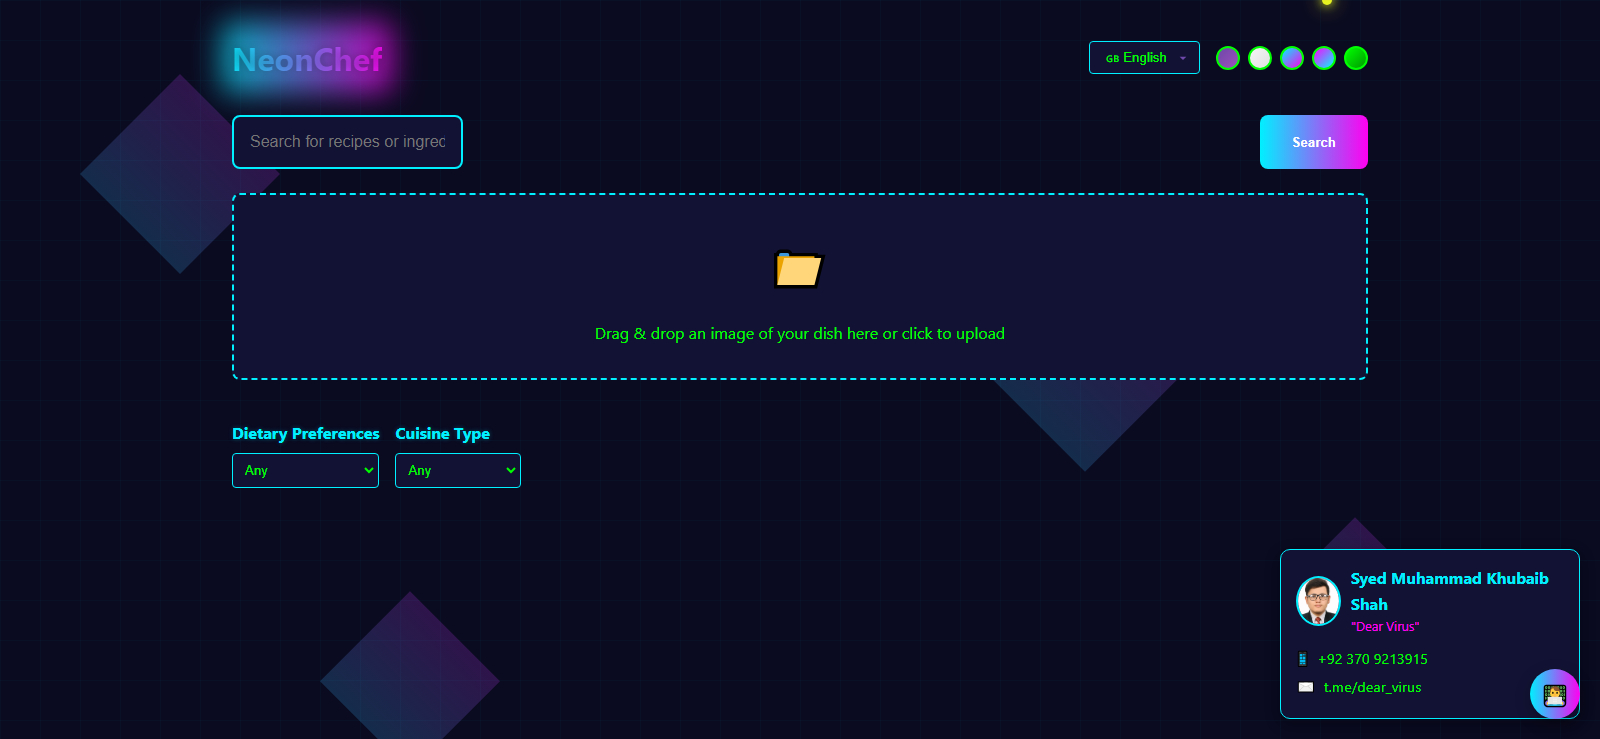 NeonChef
GB English
Search for recipes or ingred
Search
Drag & drop an image of your dish here or click to upload
Dietary Preferences
Cuisine Type
Any
Any
Syed Muhammad Khubaib
Shah
"Dear Virus"
+92 370 9213915
t.me/dear_virus